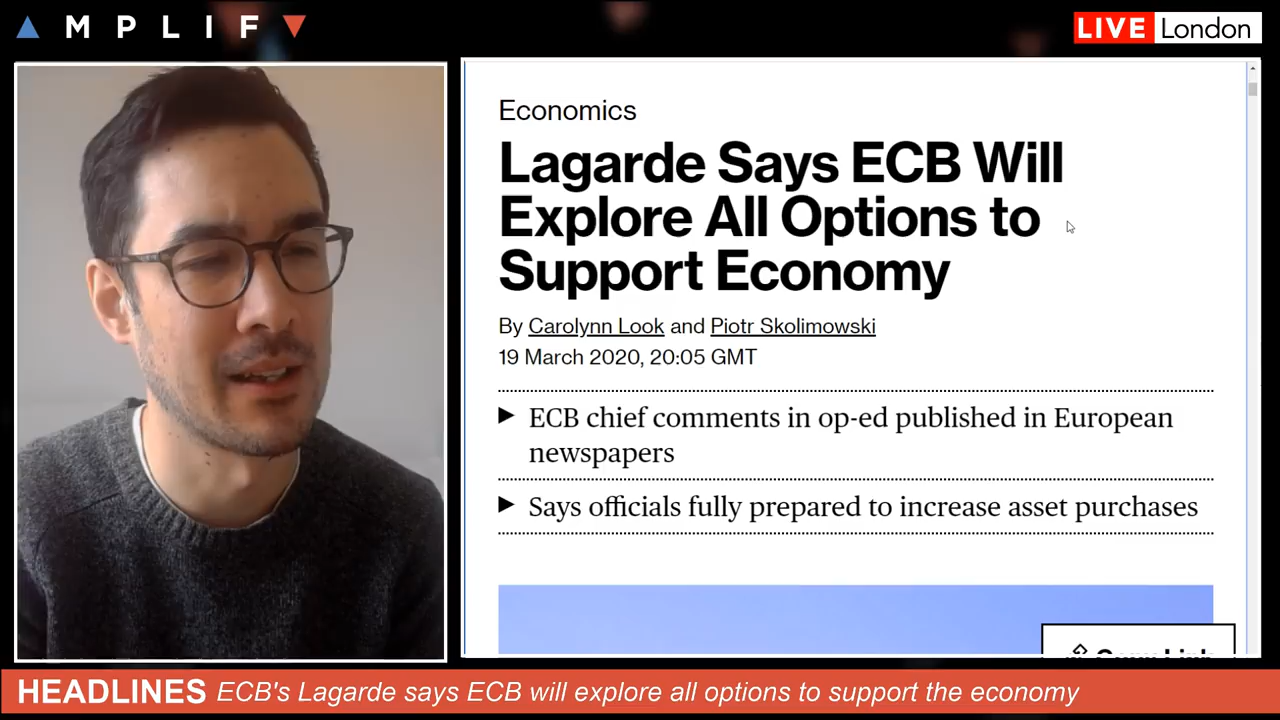 AMPLIFY
LIVE London
Economics
Lagarde Says ECB Will
Explore All Options to
Support Economy
By Carolynn Look and Piotr Skolimowski
19 March 2020, 20:05 GMT
ECB chief comments in op-ed published in European
newspapers
Says officials fully prepared to increase asset purchases
Copy Link
HEADLINES ECB's Lagarde says ECB will explore all options to support the economy